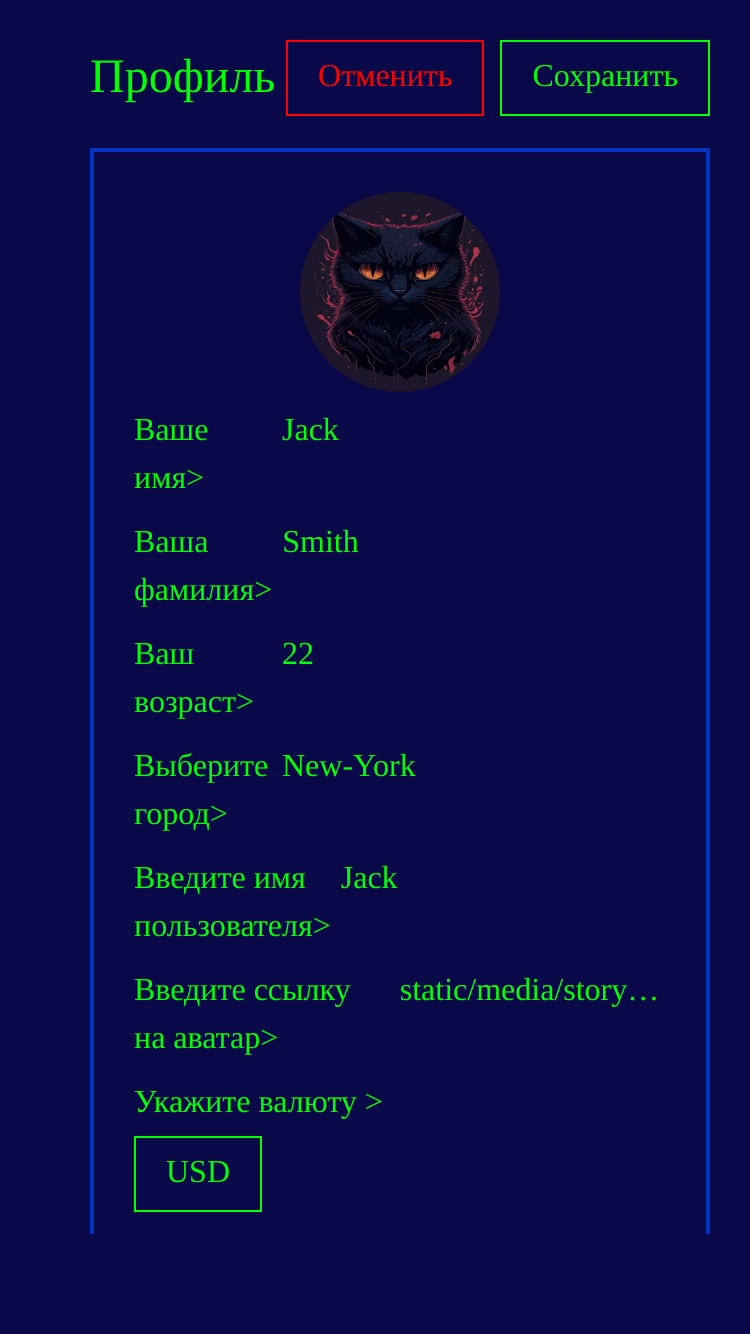 Профиль Отменить Сохранить
Ваше Jack
имя>
Ваша Smith
фамилия>
Ваш 22
возраст>
Выберите New-York
город>
Введите имя Jack
пользователя>
Введите ссылку static/media/story…
на аватар>
Укажите валюту >
USD